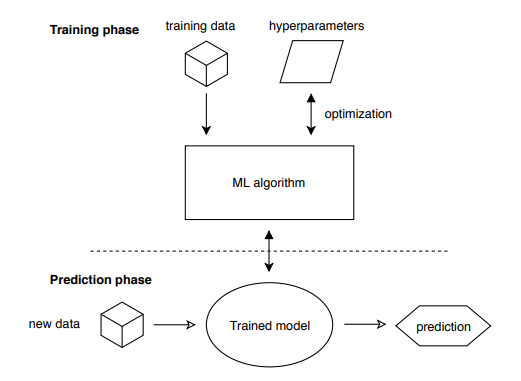 Training phase
training data
hyperparameters
optimization
ML algorithm
Prediction phase
new data
Trained model
prediction